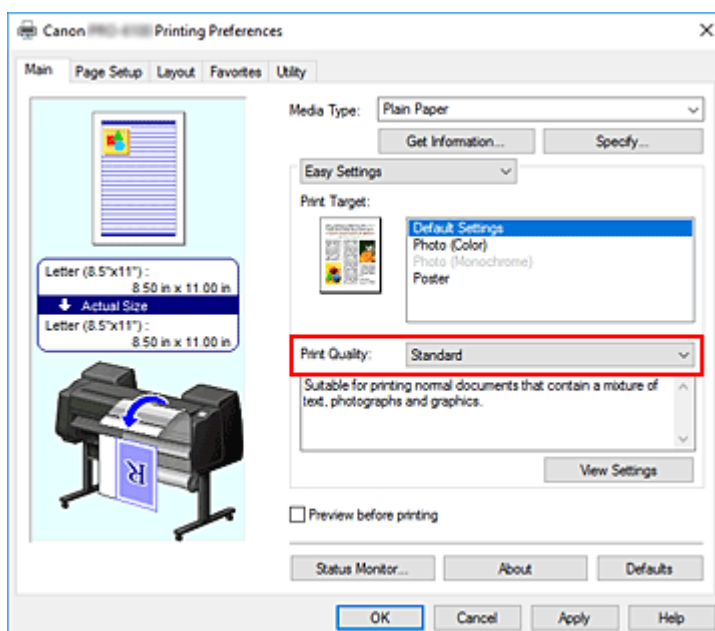 Canon Printing Preferences
Main Page Setup Layout Favorites Utility
Media Type: Plain Paper
Get Information... Specify...
Easy Settings
Print Target:
Default Settings
Photo (Color)
Photo (Monochrome)
Poster
Letter (8.5"x11") :
8.50 in x 11.00 in
Actual Size
Letter (8.5"x11") :
8.50 in x 11.00 in
R
Print Quality: Standard
Suitable for printing normal documents that contain a mixture of
text, photographs and graphics.
View Settings
Preview before printing
Status Monitor... About Defaults
OK Cancel Apply Help